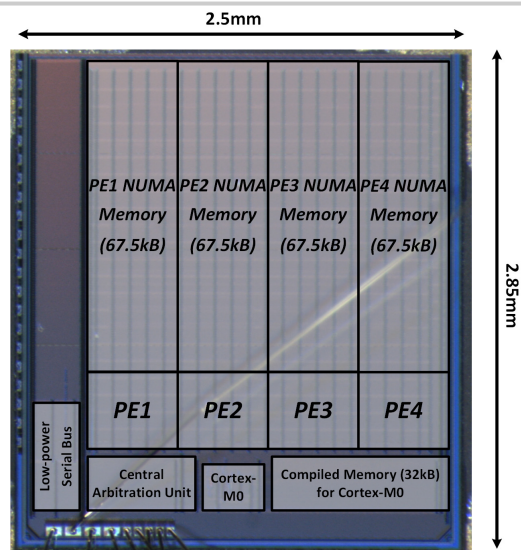 2.5mm
PE1 NUMA
Memory
(67.5kB)
PE2 NUMA
Memory
(67.5kB)
PE3 NUMA
Memory
(67.5kB)
PE4 NUMA
Memory
(67.5kB)
2.85mm
PE1
PE2
PE3
PE4
Low-power
Serial Bus
Central
Arbitration Unit
Cortex-
M0
Compiled Memory (32kB)
for Cortex-M0